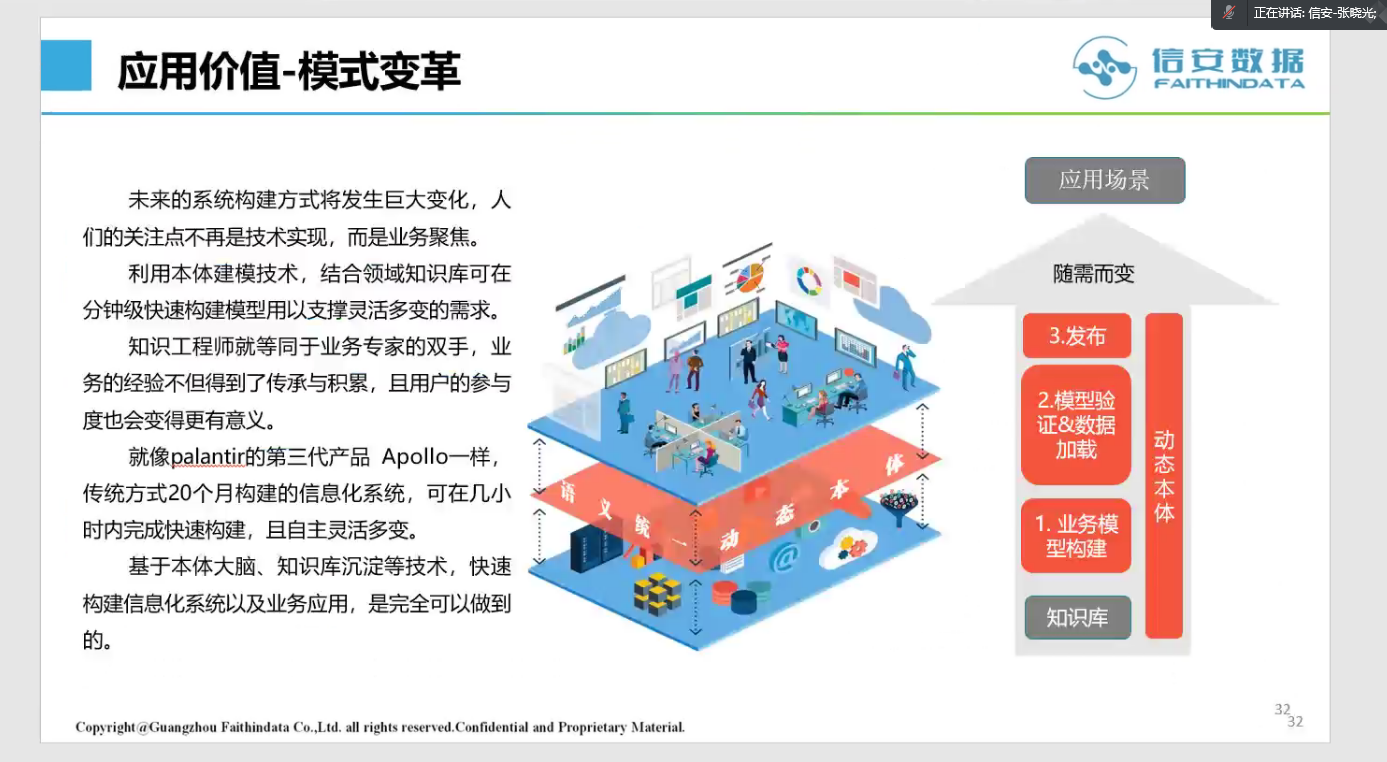 正在讲话: 信安-张晓光;
应用价值-模式变革
信安数据
FAITHINDATA
未来的系统构建方式将发生巨大变化，人
们的关注点不再是技术实现，而是业务聚焦。
利用本体建模技术，结合领域知识库可在
分钟级快速构建模型用以支撑灵活多变的需求。
知识工程师就等同于业务专家的双手，业
务的经验不但得到了传承与积累，且用户的参与
度也会变得更有意义。
就像palantir的第三代产品 Apollo一样，
传统方式20个月构建的信息化系统，可在几小
时内完成快速构建，且自主灵活多变。
基于本体大脑、知识库沉淀等技术，快速
构建信息化系统以及业务应用，是完全可以做到
的。
语义统一动态本体
应用场景
随需而变
3.发布
2.模型验
证&数据
加载
1. 业务模
型构建
知识库
动态本体
Copyright@Guangzhou Faithindata Co.,Ltd. all rights reserved.Confidential and Proprietary Material.
32
32